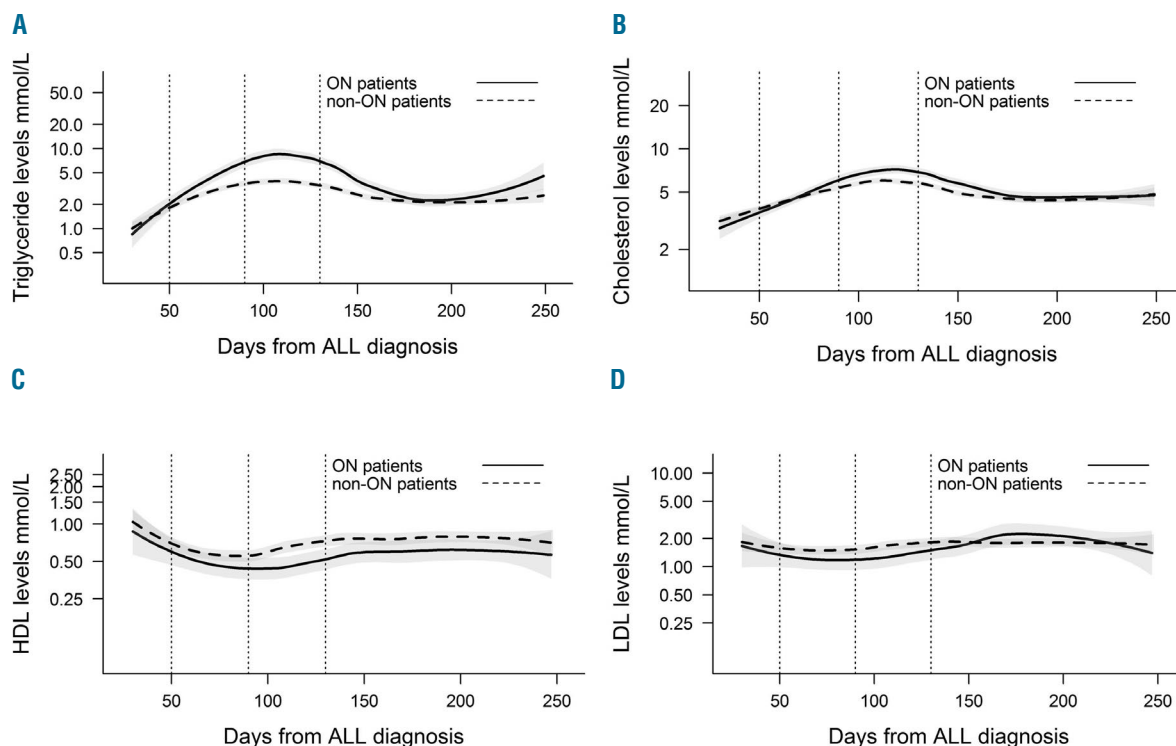 A
Triglyceride levels mmol/L
50.0
20.0
10.0
5.0
2.0
1.0
0.5
ON patients
non-ON patients
50 100 150 200 250
Days from ALL diagnosis
B
Cholesterol levels mmol/L
20
10
5
2
ON patients
non-ON patients
50 100 150 200 250
Days from ALL diagnosis
C
HDL levels mmol/L
2.50
2.00
1.50
1.00
0.50
0.25
ON patients
non-ON patients
50 100 150 200 250
Days from ALL diagnosis
D
LDL levels mmol/L
10.00
5.00
2.00
1.00
0.50
0.25
ON patients
non-ON patients
50 100 150 200 250
Days from ALL diagnosis